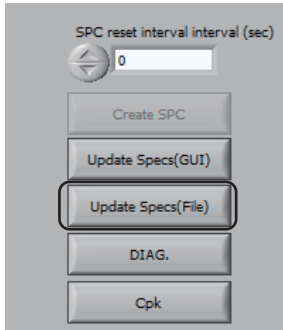 SPC reset interval interval (sec)
0
Create SPC
Update Specs(GUI)
Update Specs(File)
DIAG.
Cpk